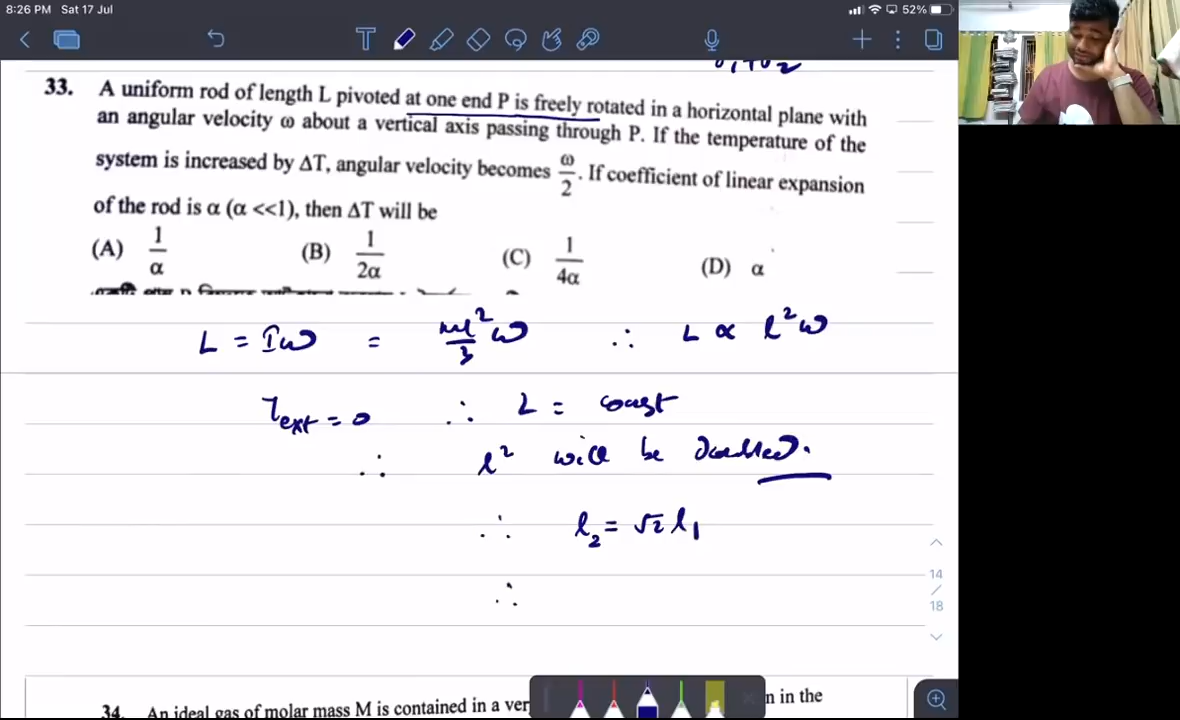 8:26 PM Sat 17 Jul
52%
33. A uniform rod of length L pivoted at one end P is freely rotated in a horizontal plane with
an angular velocity ω about a vertical axis passing through P. If the temperature of the
system is increased by ΔT, angular velocity becomes ω/2. If coefficient of linear expansion
of the rod is α (α <<1), then ΔT will be
(A) 1/α (B) 1/2α (C) 1/4α (D) α
L = Iω = ml²/3 ω ∴ L ∝ l²ω
τext = 0 ∴ L = const
∴ l² will be doubled.
∴ l₂ = √2 l₁
∴
14
/
18
34. An ideal gas of molar mass M is contained in a ver n in the